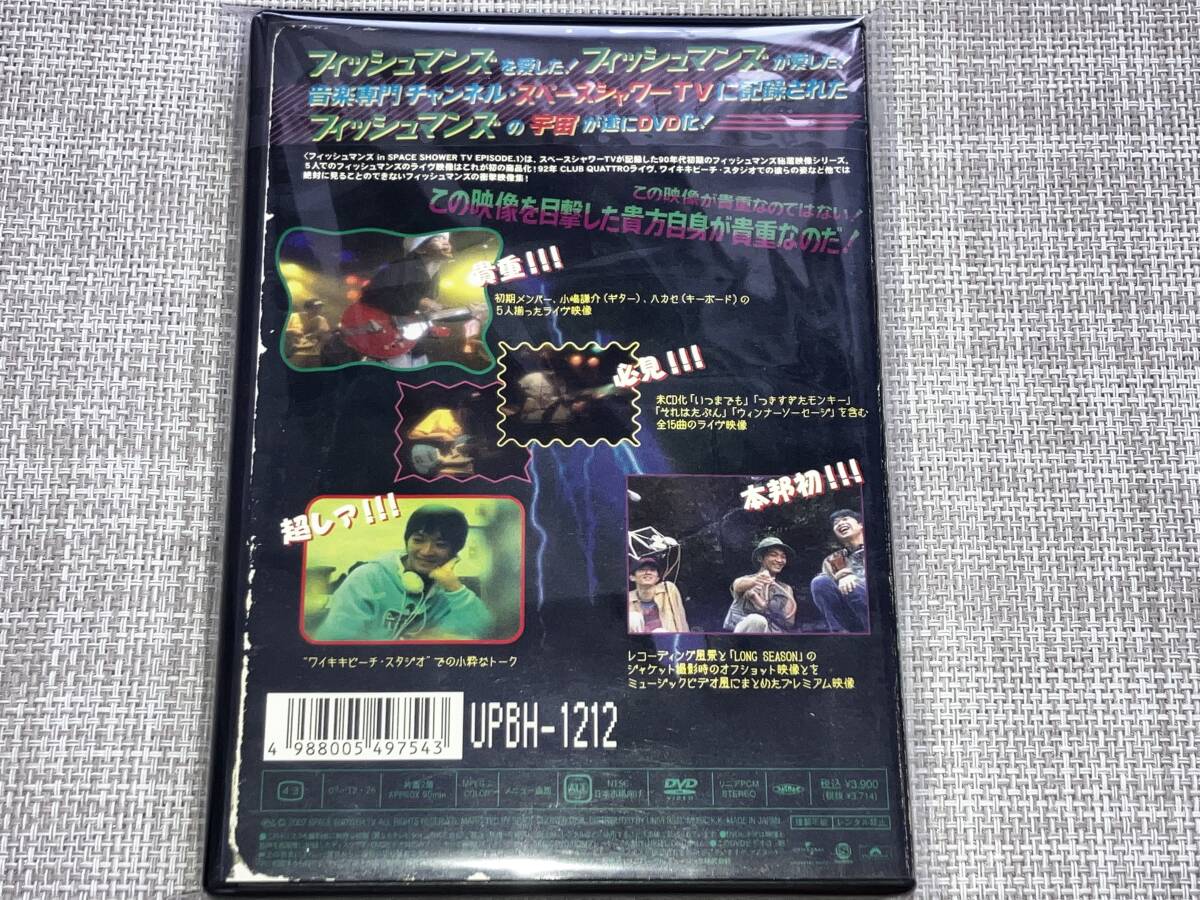 フィッシュマンズを愛した! フィッシュマンズが愛した、
音楽専門チャンネル・スペースシャワーTVに記録された
フィッシュマンズの宇宙が遂にDVD化!
〈フィッシュマンズ in SPACE SHOWER TV EPISODE.1〉は、スペースシャワーTVが記録した90年代初期のフィッシュマンズ秘蔵映像シリーズ。
5人でのフィッシュマンズのライヴ映像はこれが初の商品化!92年 CLUB QUATTROライヴ、ワイキキビーチ・スタジオでの彼らの姿など他では
絶対に見ることのできないフィッシュマンズの衝撃映像集!
この映像が貴重なのではない!
この映像を目撃した貴方自身が貴重なのだ!
貴重!!!
初期メンバー、小嶋謙介(ギター)、ハカセ(キーボード)の
5人揃ったライヴ映像
必見!!!
未CD化「いつまでも」「つきすぎたモンキー」
「それはたぶん」「ウィンナーソーセージ」を含む
全15曲のライヴ映像
超レア!!!
本邦初!!!
"ワイキキビーチ・スタジオ"での小粋なトーク
レコーディング風景と「LONG SEASON」の
ジャケット撮影時のオフショット映像とを
ミュージックビデオ風にまとめたプレミアム映像
4 988005 497543
UPBH-1212
4:3
片面2層
APPROX 90min
MPEG 2
COLOR
メニュー画面
ALL
NTSC
日本市場向け
DVD
VIDEO
リニアPCM
STEREO
税込 ¥3,900
(税抜 ¥3,714)
複製不能
レンタル禁止